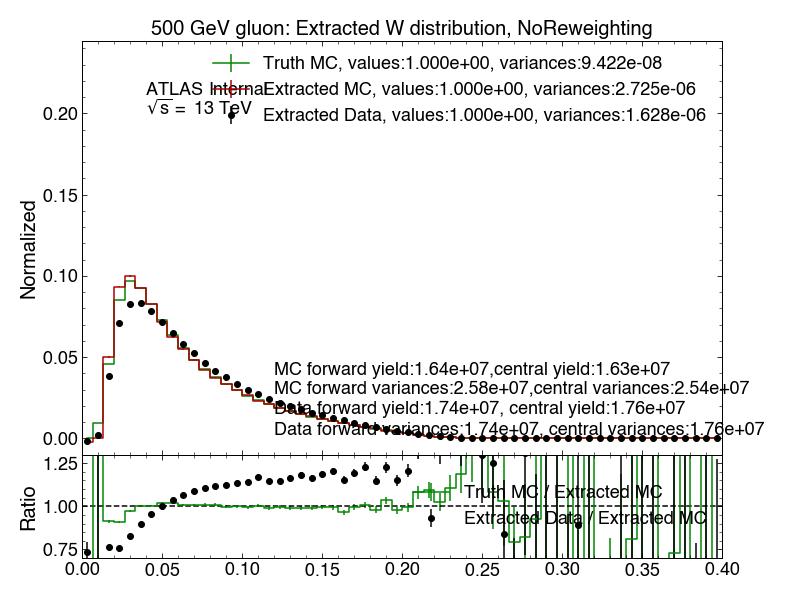 500 GeV gluon: Extracted W distribution, NoReweighting
Truth MC, values:1.000e+00, variances:9.422e-08
ATLAS Internal
Extracted MC, values:1.000e+00, variances:2.725e-06
√s = 13 TeV
Extracted Data, values:1.000e+00, variances:1.628e-06
Normalized
0.20
0.15
0.10
0.05
0.00
MC forward yield:1.64e+07,central yield:1.63e+07
MC forward variances:2.58e+07,central variances:2.54e+07
Data forward yield:1.74e+07, central yield:1.76e+07
Data forward variances:1.74e+07, central variances:1.76e+07
Ratio
1.25
1.00
0.75
Truth MC / Extracted MC
Extracted Data / Extracted MC
0.00 0.05 0.10 0.15 0.20 0.25 0.30 0.35 0.40